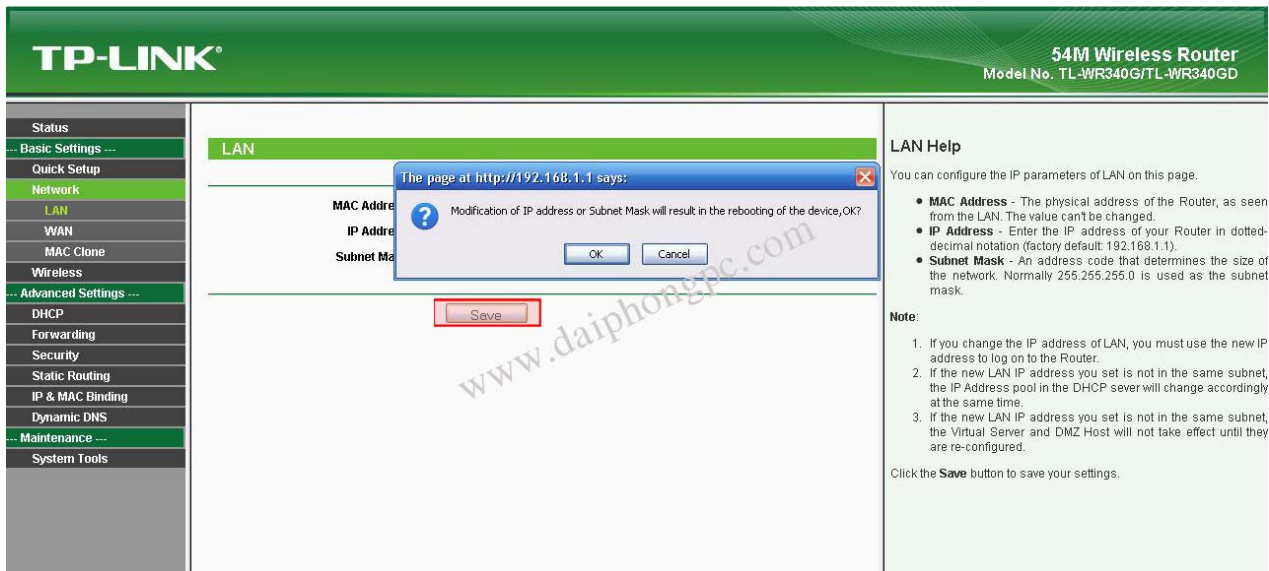 TP-LINK®
54M Wireless Router
Model No. TL-WR340G/TL-WR340GD
Status
--- Basic Settings ---
Quick Setup
Network
LAN
WAN
MAC Clone
Wireless
--- Advanced Settings ---
DHCP
Forwarding
Security
Static Routing
IP & MAC Binding
Dynamic DNS
--- Maintenance ---
System Tools
LAN
MAC Addre
IP Addre
Subnet Ma
The page at http://192.168.1.1 says:
Modification of IP address or Subnet Mask will result in the rebooting of the device,OK?
OK
Cancel
Save
www.daiphongpc.com
LAN Help
You can configure the IP parameters of LAN on this page.
• MAC Address - The physical address of the Router, as seen
from the LAN. The value can't be changed.
• IP Address - Enter the IP address of your Router in dotted-
decimal notation (factory default: 192.168.1.1).
• Subnet Mask - An address code that determines the size of
the network. Normally 255.255.255.0 is used as the subnet
mask.
Note:
1. If you change the IP address of LAN, you must use the new IP
address to log on to the Router.
2. If the new LAN IP address you set is not in the same subnet,
the IP Address pool in the DHCP sever will change accordingly
at the same time.
3. If the new LAN IP address you set is not in the same subnet,
the Virtual Server and DMZ Host will not take effect until they
are re-configured.
Click the Save button to save your settings.